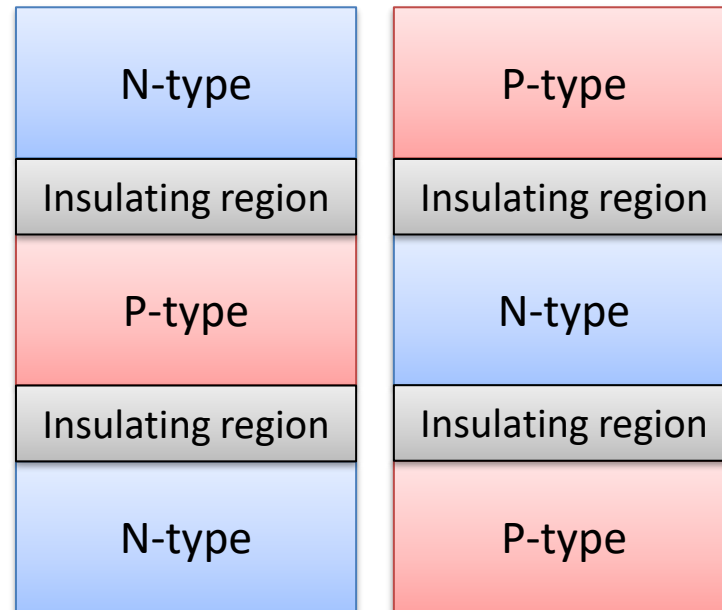 N-type
Insulating region
P-type
Insulating region
N-type
P-type
Insulating region
N-type
Insulating region
P-type